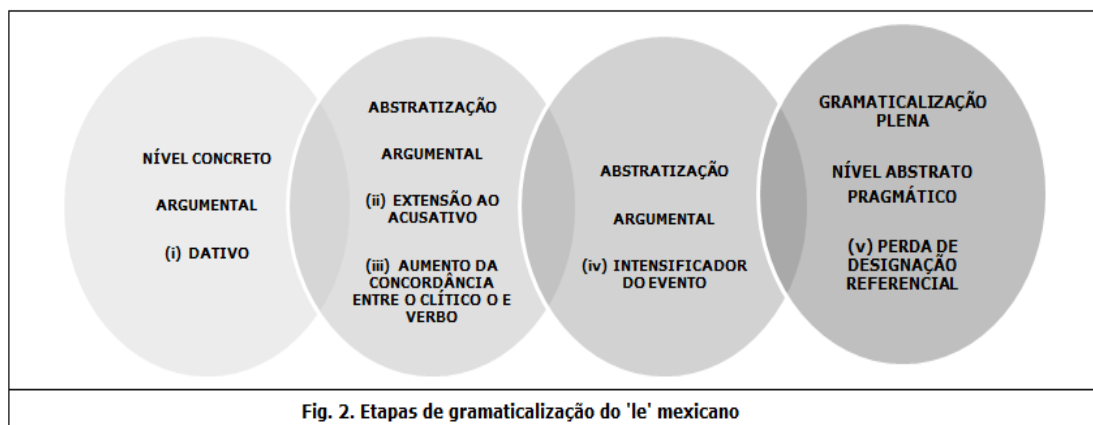 NÍVEL CONCRETO
ARGUMENTAL
(i) DATIVO
ABSTRATIZAÇÃO
ARGUMENTAL
(ii) EXTENSÃO AO
ACUSATIVO
(iii) AUMENTO DA
CONCORDÂNCIA
ENTRE O CLÍTICO O E
VERBO
ABSTRATIZAÇÃO
ARGUMENTAL
(iv) INTENSIFICADOR
DO EVENTO
GRAMATICALIZAÇÃO
PLENA
NÍVEL ABSTRATO
PRAGMÁTICO
(v) PERDA DE
DESIGNAÇÃO
REFERENCIAL
Fig. 2. Etapas de gramaticalização do 'le' mexicano